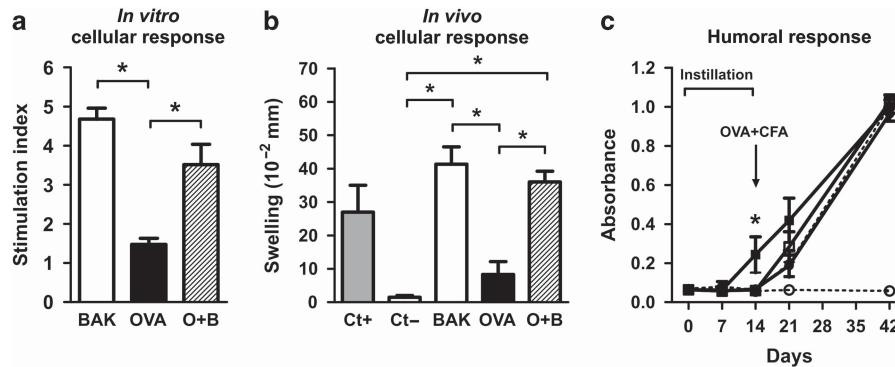 a
In vitro
cellular response
Stimulation index
6
5
4
3
2
1
0
*
*
BAK OVA O+B
b
In vivo
cellular response
Swelling (10⁻² mm)
70
60
50
40
30
20
10
0
*
*
*
*
Ct+ Ct− BAK OVA O+B
c
Humoral response
Absorbance
1.2
1.0
0.8
0.6
0.4
0.2
0.0
Instillation
OVA+CFA
*
0 7 14 21 28 35 42
Days